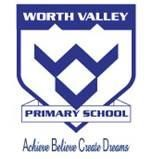 WORTH VALLEY
PRIMARY SCHOOL
Achieve Believe Create Dreams